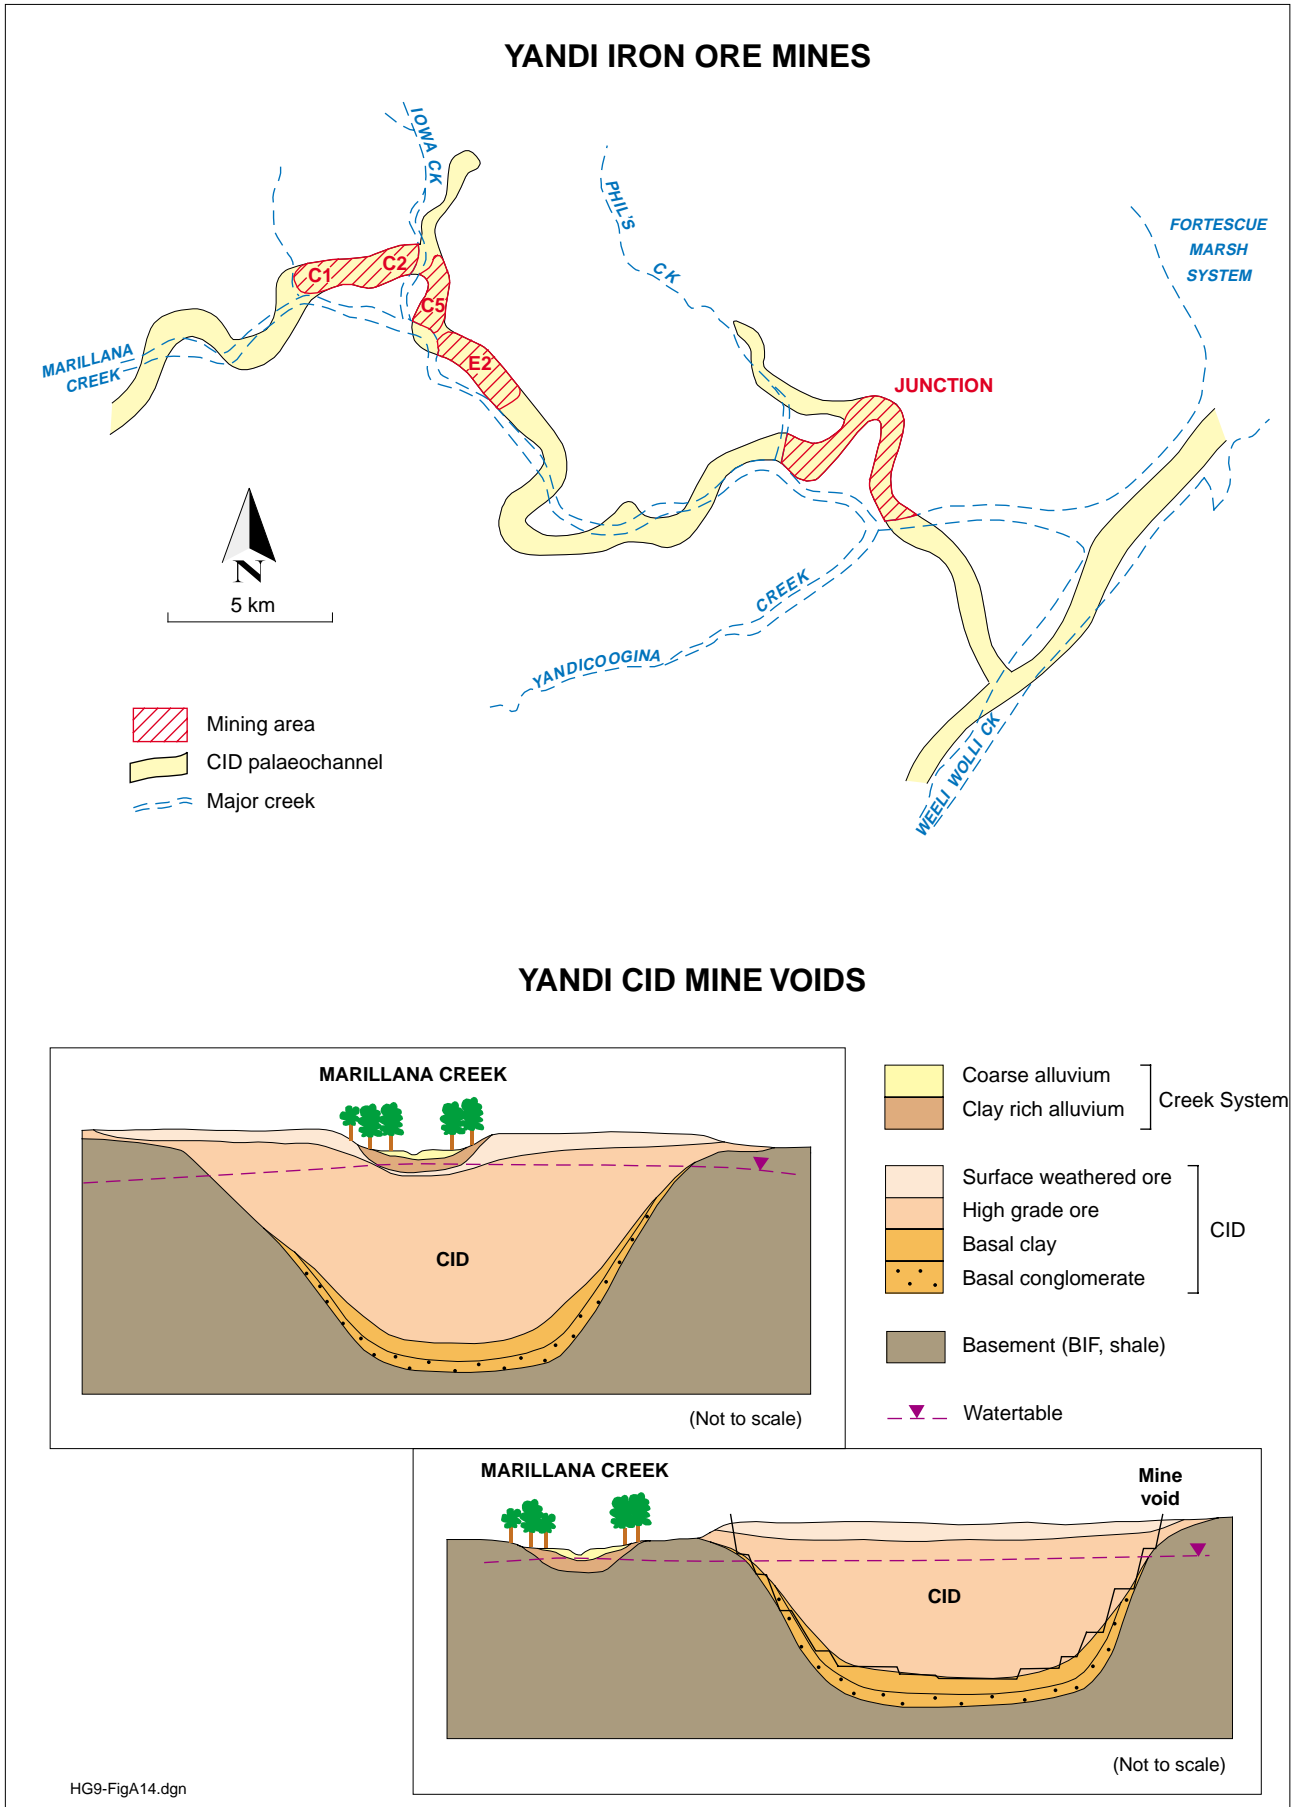 YANDI IRON ORE MINES
IOWA CK
PHIL'S
CK
FORTESCUE
MARSH
SYSTEM
C1
C2
C5
E2
MARILLANA
CREEK
JUNCTION
N
5 km
CREEK
YANDICOOGINA
WEELI WOLLI CK
Mining area
CID palaeochannel
Major creek
YANDI CID MINE VOIDS
MARILLANA CREEK
CID
(Not to scale)
Coarse alluvium
Clay rich alluvium
Creek System
Surface weathered ore
High grade ore
Basal clay
Basal conglomerate
CID
Basement (BIF, shale)
Watertable
MARILLANA CREEK
Mine
void
CID
(Not to scale)
HG9-FigA14.dgn